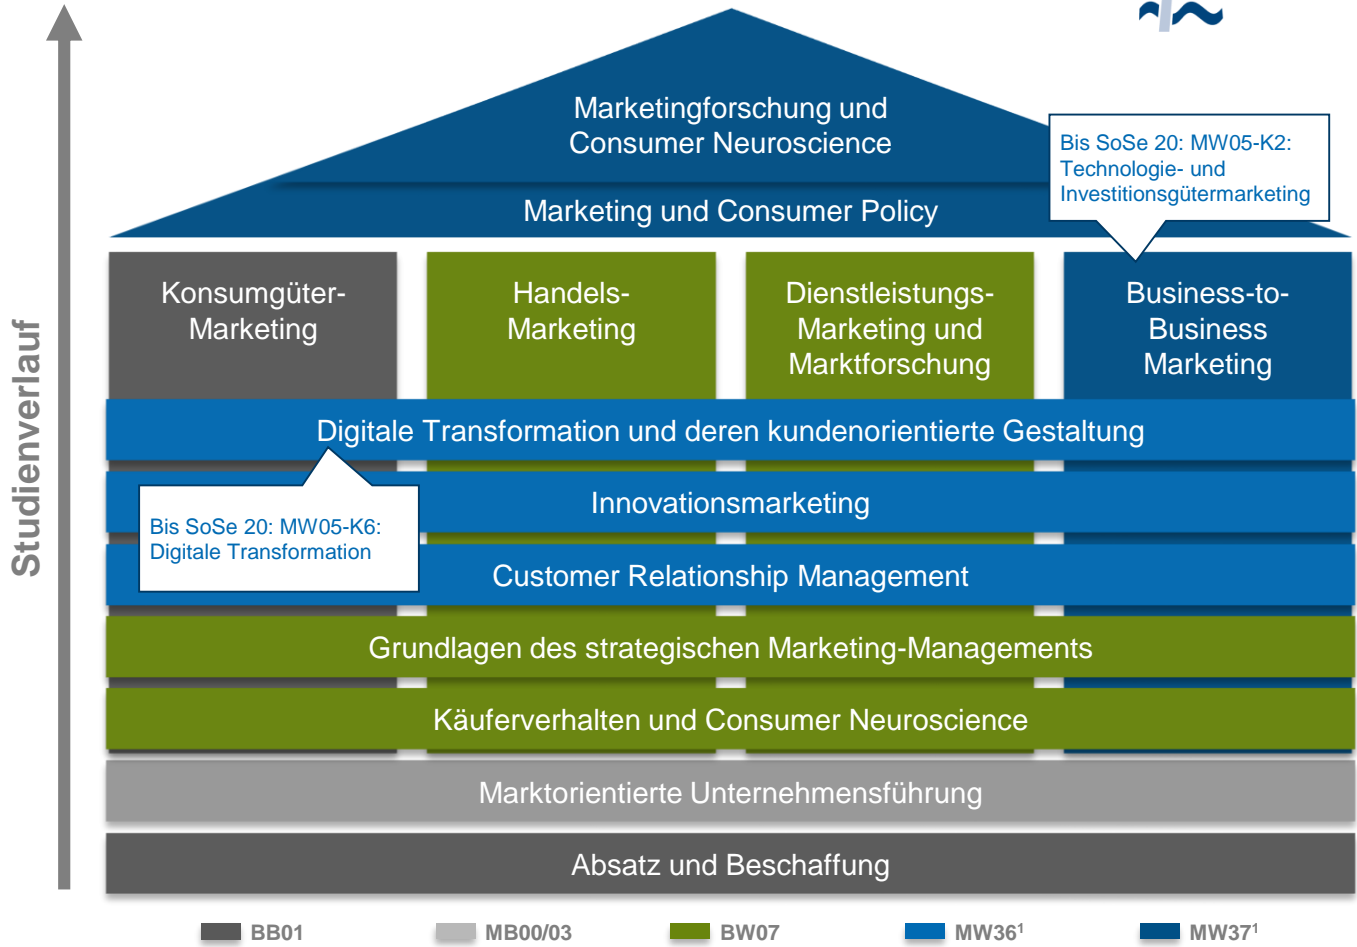 Studienverlauf
Marketingforschung und
Consumer Neuroscience
Marketing und Consumer Policy
Bis SoSe 20: MW05-K2:
Technologie- und
Investitionsgütermarketing
Konsumgüter-
Marketing
Handels-
Marketing
Dienstleistungs-
Marketing und
Marktforschung
Business-to-
Business
Marketing
Digitale Transformation und deren kundenorientierte Gestaltung
Bis SoSe 20: MW05-K6:
Digitale Transformation
Innovationsmarketing
Customer Relationship Management
Grundlagen des strategischen Marketing-Managements
Käuferverhalten und Consumer Neuroscience
Marktorientierte Unternehmensführung
Absatz und Beschaffung
BB01
MB00/03
BW07
MW36¹
MW37¹